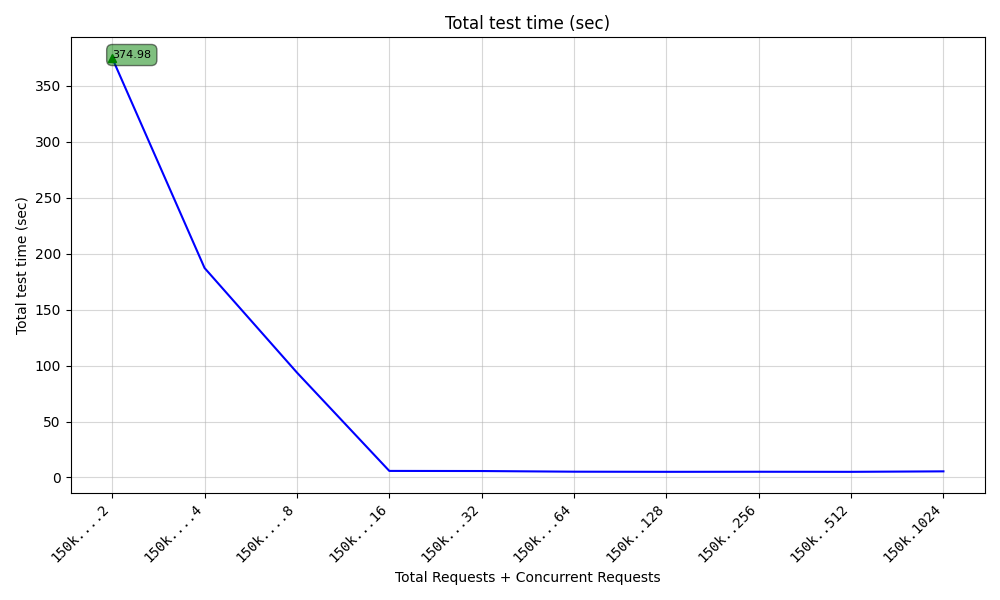 Total test time (sec)
374.98
Total test time (sec)
350
300
250
200
150
100
50
0
150k....2
150k....4
150k....8
150k...16
150k...32
150k...64
150k..128
150k..256
150k..512
150k.1024
Total Requests + Concurrent Requests